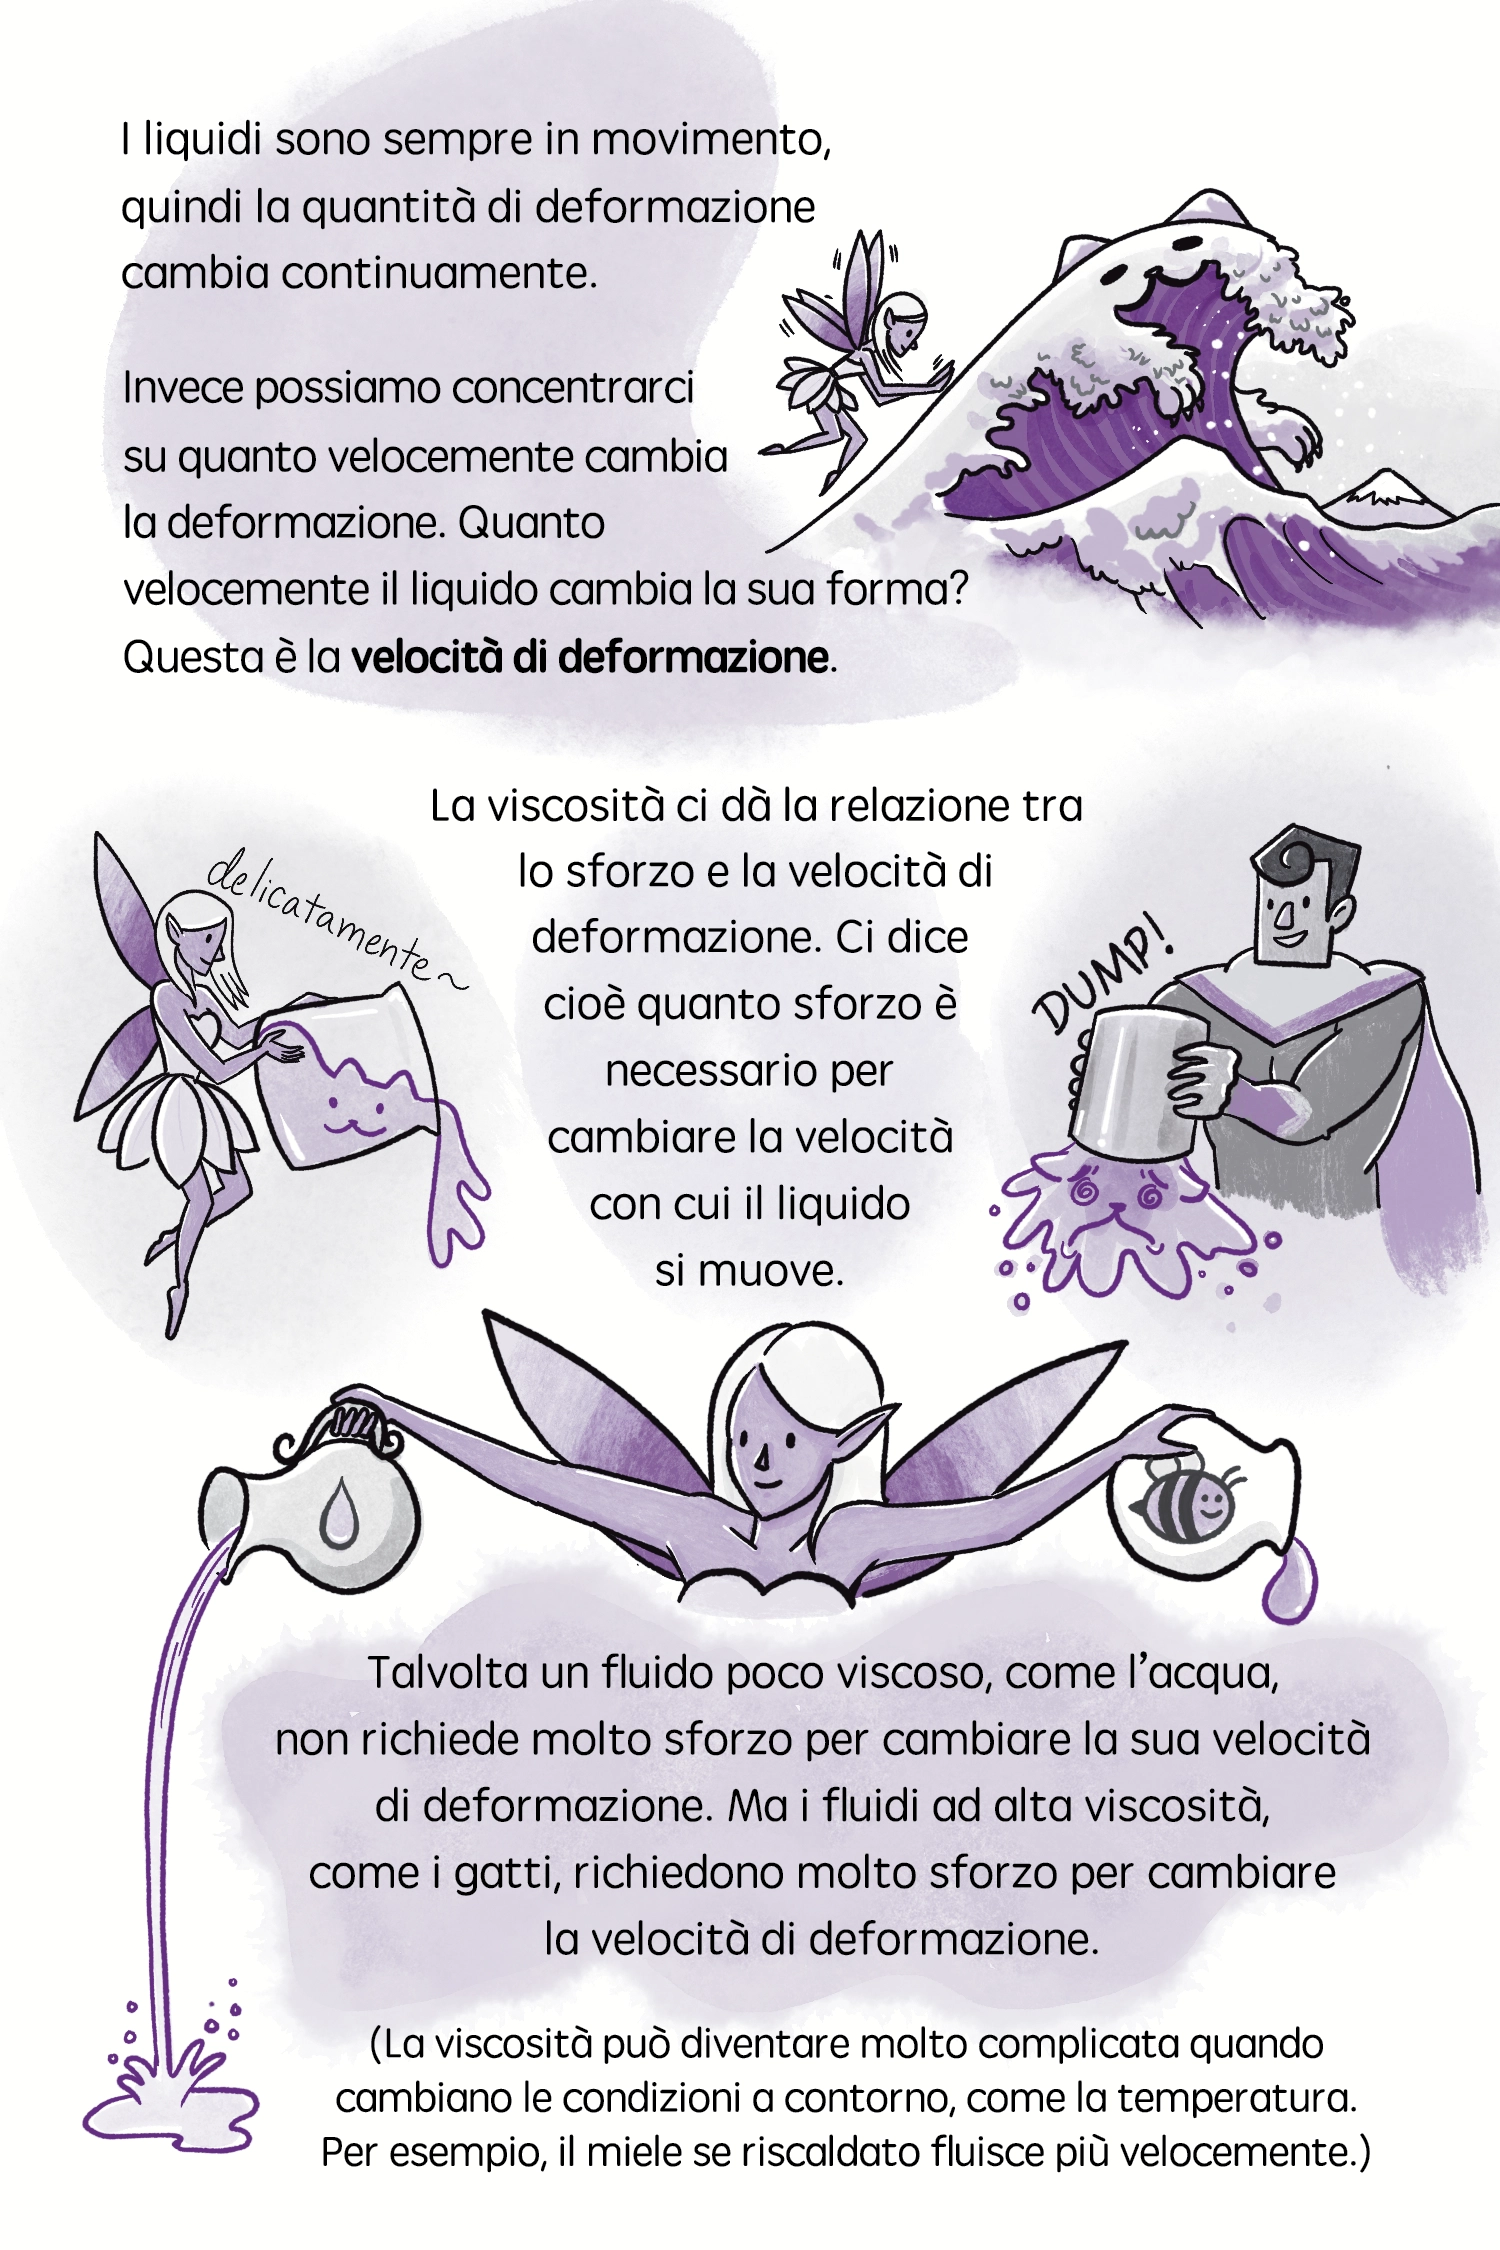 I liquidi sono sempre in movimento,
quindi la quantità di deformazione
cambia continuamente.
Invece possiamo concentrarci
su quanto velocemente cambia
la deformazione. Quanto
velocemente il liquido cambia la sua forma?
Questa è la velocità di deformazione.
La viscosità ci dà la relazione tra
lo sforzo e la velocità di
deformazione. Ci dice
cioè quanto sforzo è
necessario per
cambiare la velocità
con cui il liquido
si muove.
delicatamente~
DUMP!
Talvolta un fluido poco viscoso, come l’acqua,
non richiede molto sforzo per cambiare la sua velocità
di deformazione. Ma i fluidi ad alta viscosità,
come i gatti, richiedono molto sforzo per cambiare
la velocità di deformazione.
(La viscosità può diventare molto complicata quando
cambiano le condizioni a contorno, come la temperatura.
Per esempio, il miele se riscaldato fluisce più velocemente.)